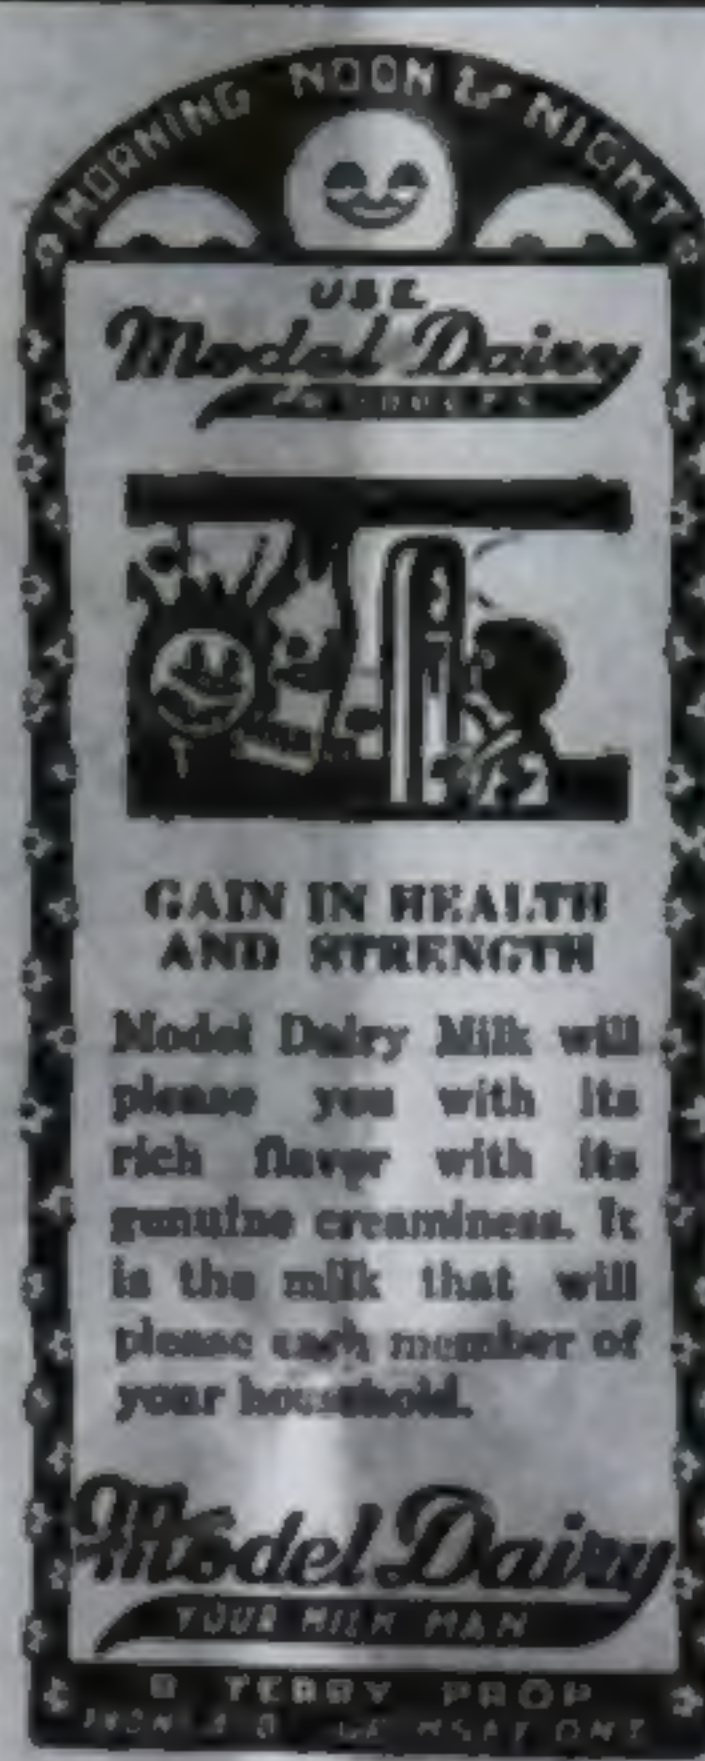 MORNING NOON & NIGHT
USE
Model Dairy
PRODUCTS
GAIN IN HEALTH
AND STRENGTH
Model Dairy Milk will
please you with its
rich flavor with its
genuine creaminess. It
is the milk that will
please each member of
your household.
Model Dairy
YOUR MILK MAN
TERRY PROP
ONT